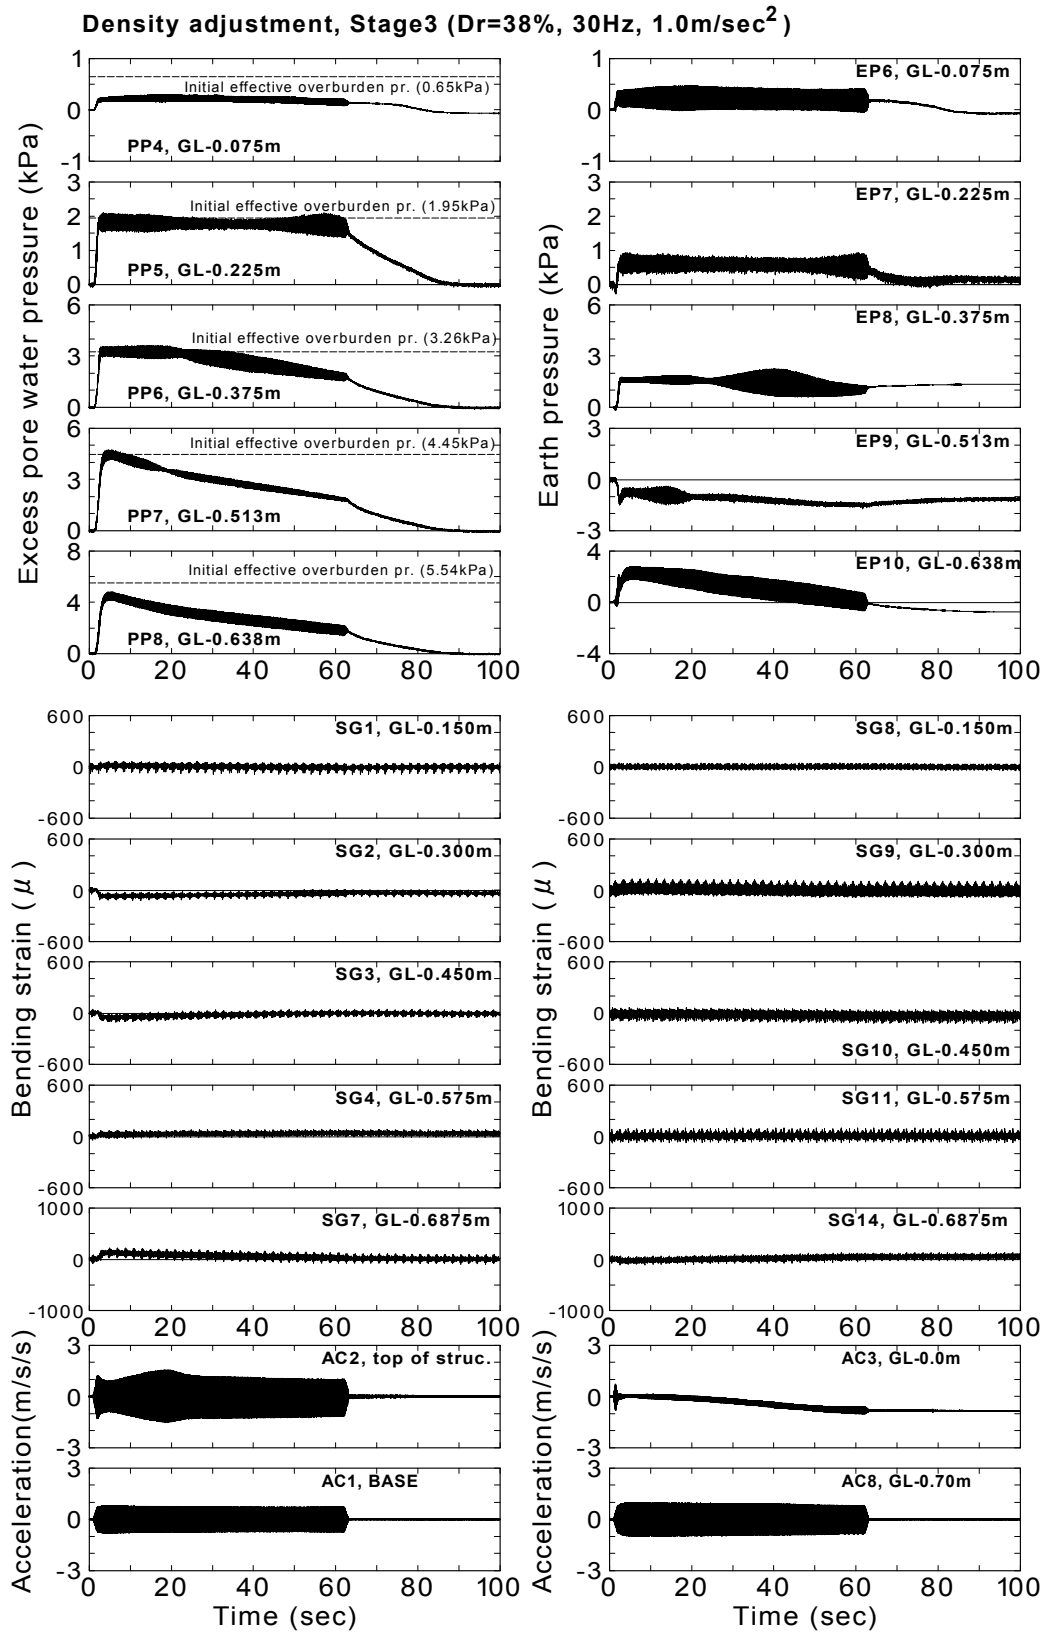 Density adjustment, Stage3 (Dr=38%, 30Hz, 1.0m/sec²)
Excess pore water pressure (kPa)
1
0
-1
Initial effective overburden pr. (0.65kPa)
PP4, GL-0.075m
3
2
1
0
Initial effective overburden pr. (1.95kPa)
PP5, GL-0.225m
6
3
0
Initial effective overburden pr. (3.26kPa)
PP6, GL-0.375m
6
3
0
Initial effective overburden pr. (4.45kPa)
PP7, GL-0.513m
8
4
0
Initial effective overburden pr. (5.54kPa)
PP8, GL-0.638m
0 20 40 60 80 100
Earth pressure (kPa)
1
0
-1
EP6, GL-0.075m
3
2
1
0
EP7, GL-0.225m
6
3
0
EP8, GL-0.375m
3
0
-3
EP9, GL-0.513m
4
0
-4
EP10, GL-0.638m
0 20 40 60 80 100
Bending strain (μ)
600
0
-600
SG1, GL-0.150m
600
0
-600
SG2, GL-0.300m
600
0
-600
SG3, GL-0.450m
600
0
-600
SG4, GL-0.575m
1000
0
-1000
SG7, GL-0.6875m
0 20 40 60 80 100
Bending strain (μ)
600
0
-600
SG8, GL-0.150m
600
0
-600
SG9, GL-0.300m
600
0
-600
SG10, GL-0.450m
600
0
-600
SG11, GL-0.575m
1000
0
-1000
SG14, GL-0.6875m
0 20 40 60 80 100
Acceleration(m/s/s)
3
0
-3
AC2, top of struc.
3
0
-3
AC1, BASE
0 20 40 60 80 100
Time (sec)
Acceleration(m/s/s)
3
0
-3
AC3, GL-0.0m
3
0
-3
AC8, GL-0.70m
0 20 40 60 80 100
Time (sec)